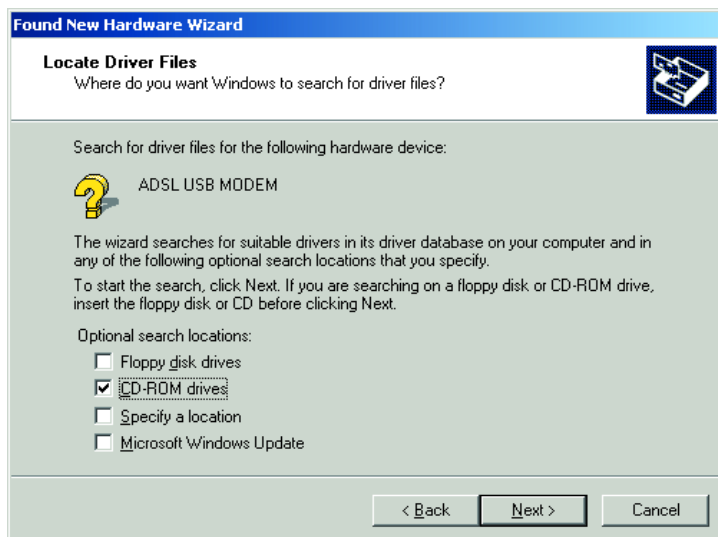 Found New Hardware Wizard
Locate Driver Files
Where do you want Windows to search for driver files?
Search for driver files for the following hardware device:
ADSL USB MODEM
The wizard searches for suitable drivers in its driver database on your computer and in
any of the following optional search locations that you specify.
To start the search, click Next. If you are searching on a floppy disk or CD-ROM drive,
insert the floppy disk or CD before clicking Next.
Optional search locations:
Floppy disk drives
CD-ROM drives
Specify a location
Microsoft Windows Update
< Back Next > Cancel